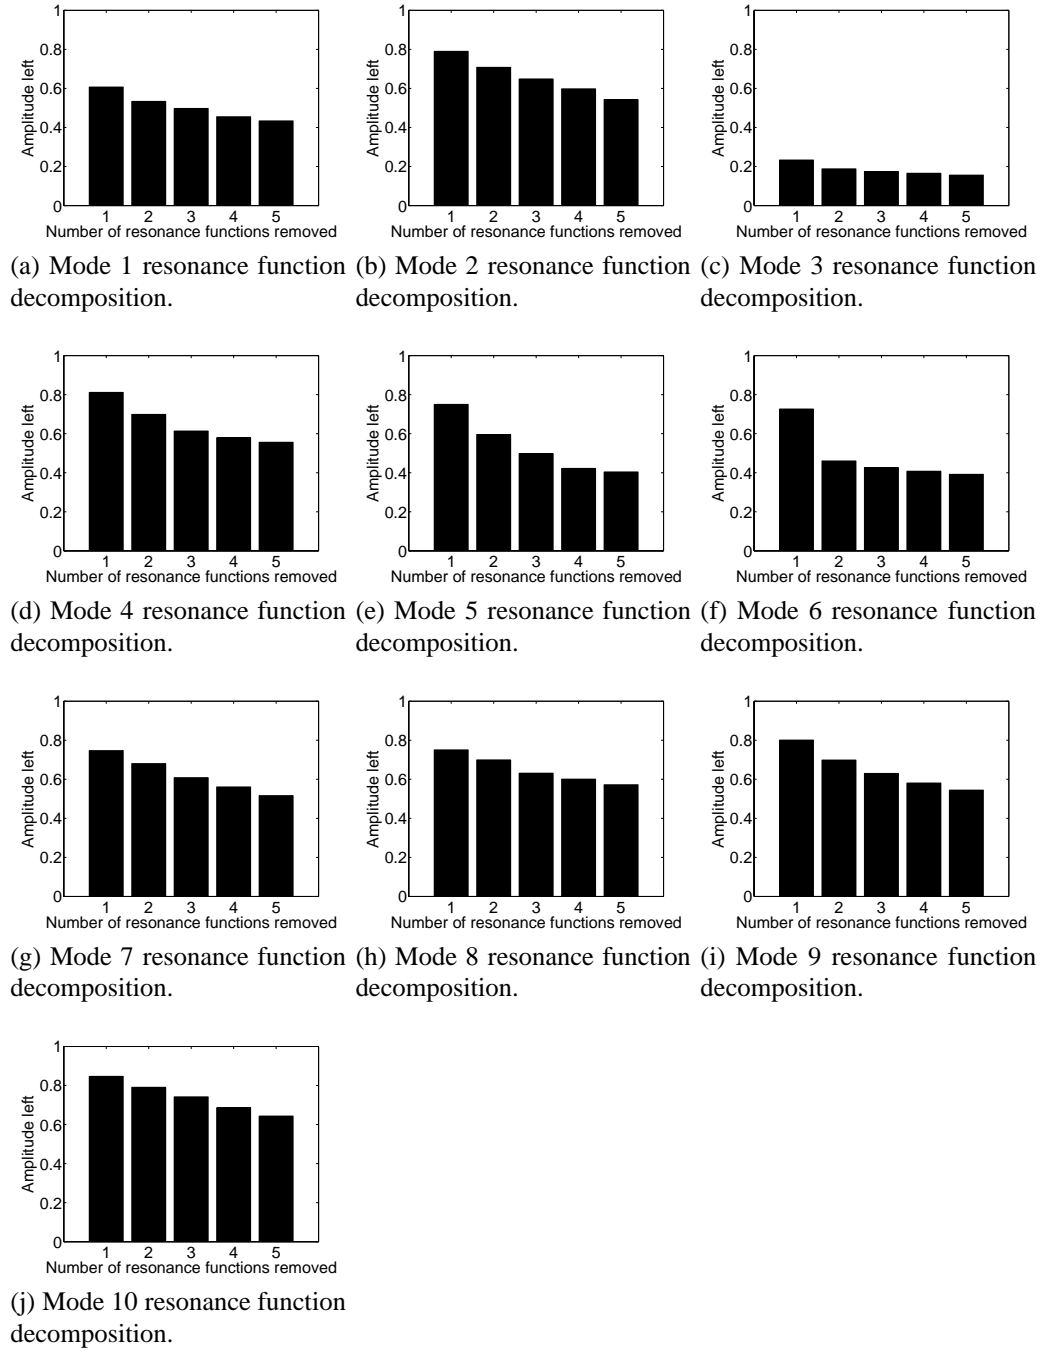 1
0.8
0.6
0.4
0.2
0
Amplitude left
1 2 3 4 5
Number of resonance functions removed
(a) Mode 1 resonance function
decomposition.
1
0.8
0.6
0.4
0.2
0
Amplitude left
1 2 3 4 5
Number of resonance functions removed
(b) Mode 2 resonance function
decomposition.
1
0.8
0.6
0.4
0.2
0
Amplitude left
1 2 3 4 5
Number of resonance functions removed
(c) Mode 3 resonance function
decomposition.
1
0.8
0.6
0.4
0.2
0
Amplitude left
1 2 3 4 5
Number of resonance functions removed
(d) Mode 4 resonance function
decomposition.
1
0.8
0.6
0.4
0.2
0
Amplitude left
1 2 3 4 5
Number of resonance functions removed
(e) Mode 5 resonance function
decomposition.
1
0.8
0.6
0.4
0.2
0
Amplitude left
1 2 3 4 5
Number of resonance functions removed
(f) Mode 6 resonance function
decomposition.
1
0.8
0.6
0.4
0.2
0
Amplitude left
1 2 3 4 5
Number of resonance functions removed
(g) Mode 7 resonance function
decomposition.
1
0.8
0.6
0.4
0.2
0
Amplitude left
1 2 3 4 5
Number of resonance functions removed
(h) Mode 8 resonance function
decomposition.
1
0.8
0.6
0.4
0.2
0
Amplitude left
1 2 3 4 5
Number of resonance functions removed
(i) Mode 9 resonance function
decomposition.
1
0.8
0.6
0.4
0.2
0
Amplitude left
1 2 3 4 5
Number of resonance functions removed
(j) Mode 10 resonance function
decomposition.